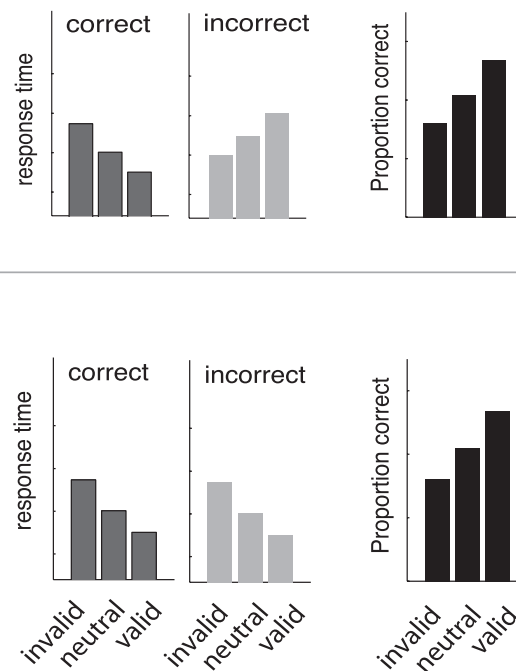 correct
incorrect
response time
Proportion correct
correct
incorrect
response time
Proportion correct
invalid
neutral
valid
invalid
neutral
valid
invalid
neutral
valid